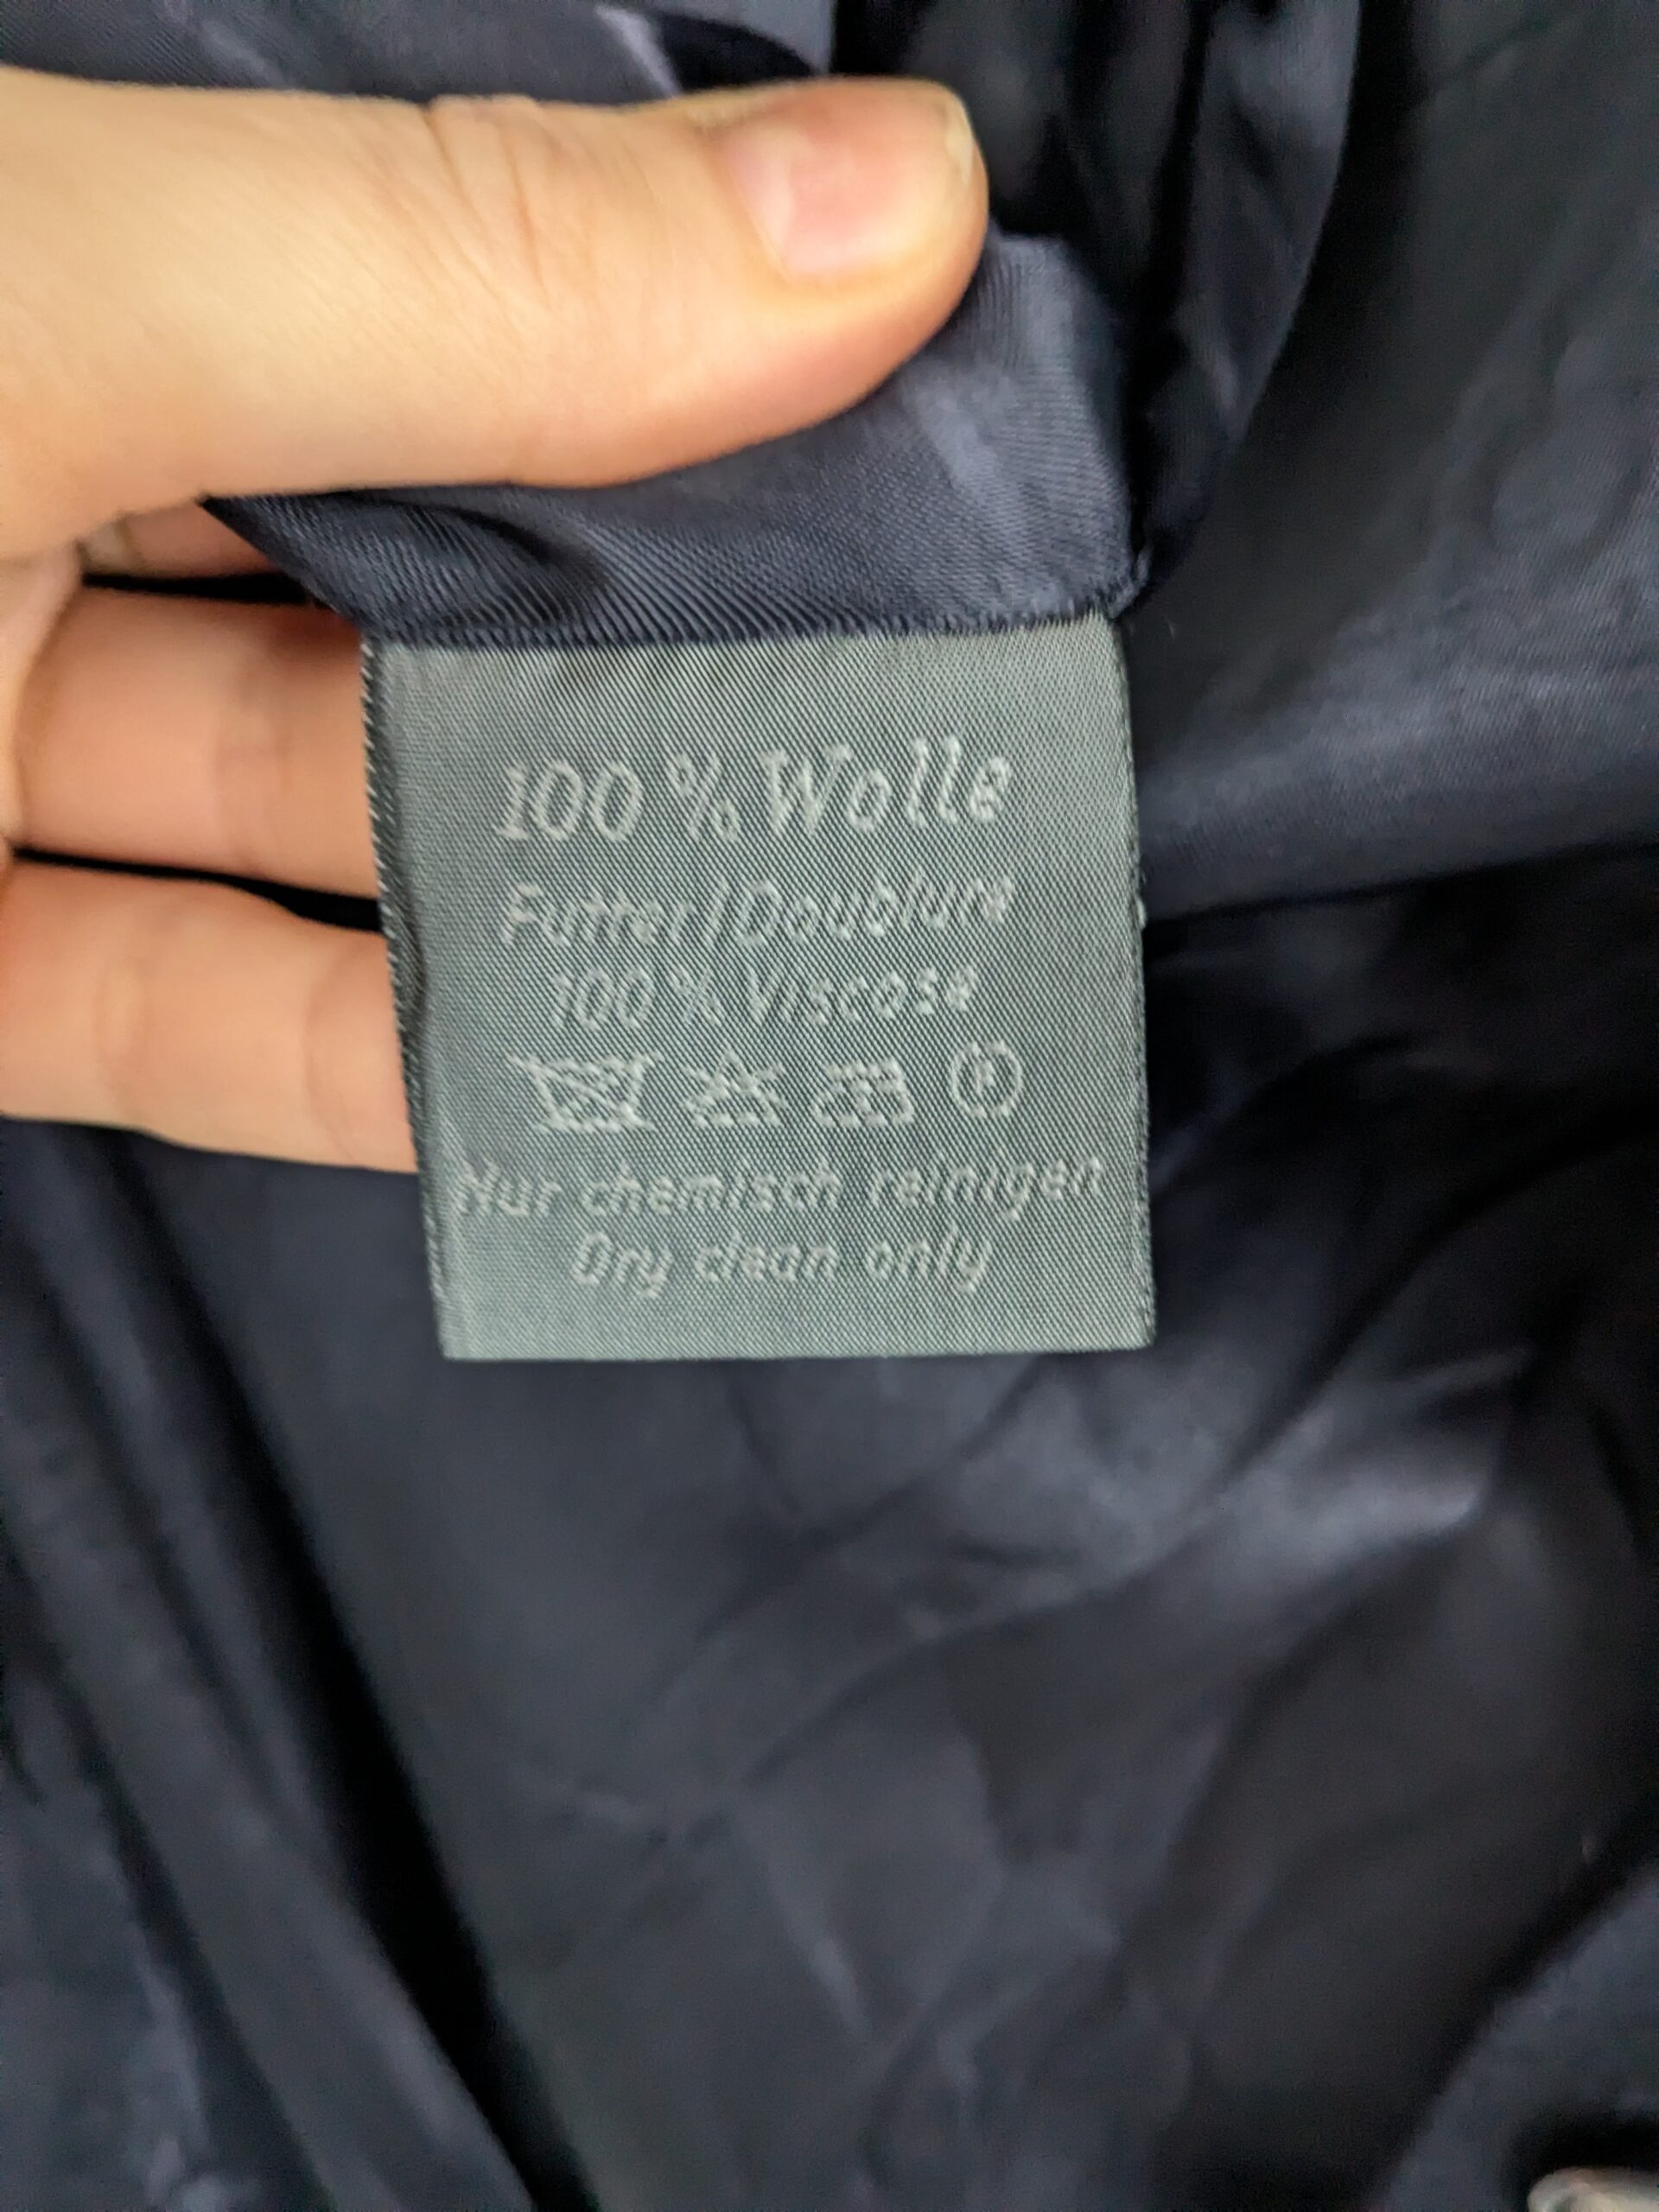 100 % Wolle
Futter/Doublure
100 % Viscose
F
Nur chemisch reinigen
Dry clean only